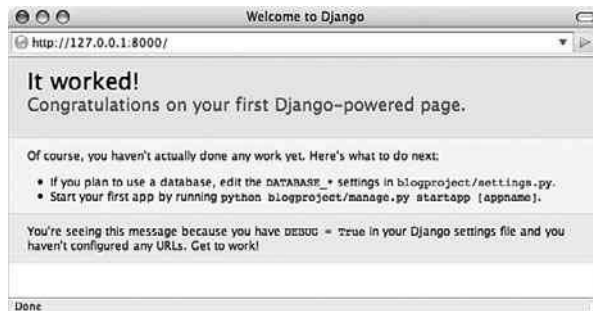 Welcome to Django
http://127.0.0.1:8000/
It worked!
Congratulations on your first Django-powered page.
Of course, you haven't actually done any work yet. Here's what to do next:
• If you plan to use a database, edit the DATABASE_* settings in blogproject/settings.py.
• Start your first app by running python blogproject/manage.py startapp [appname].
You're seeing this message because you have DEBUG = True in your Django settings file and you
haven't configured any URLs. Get to work!
Done